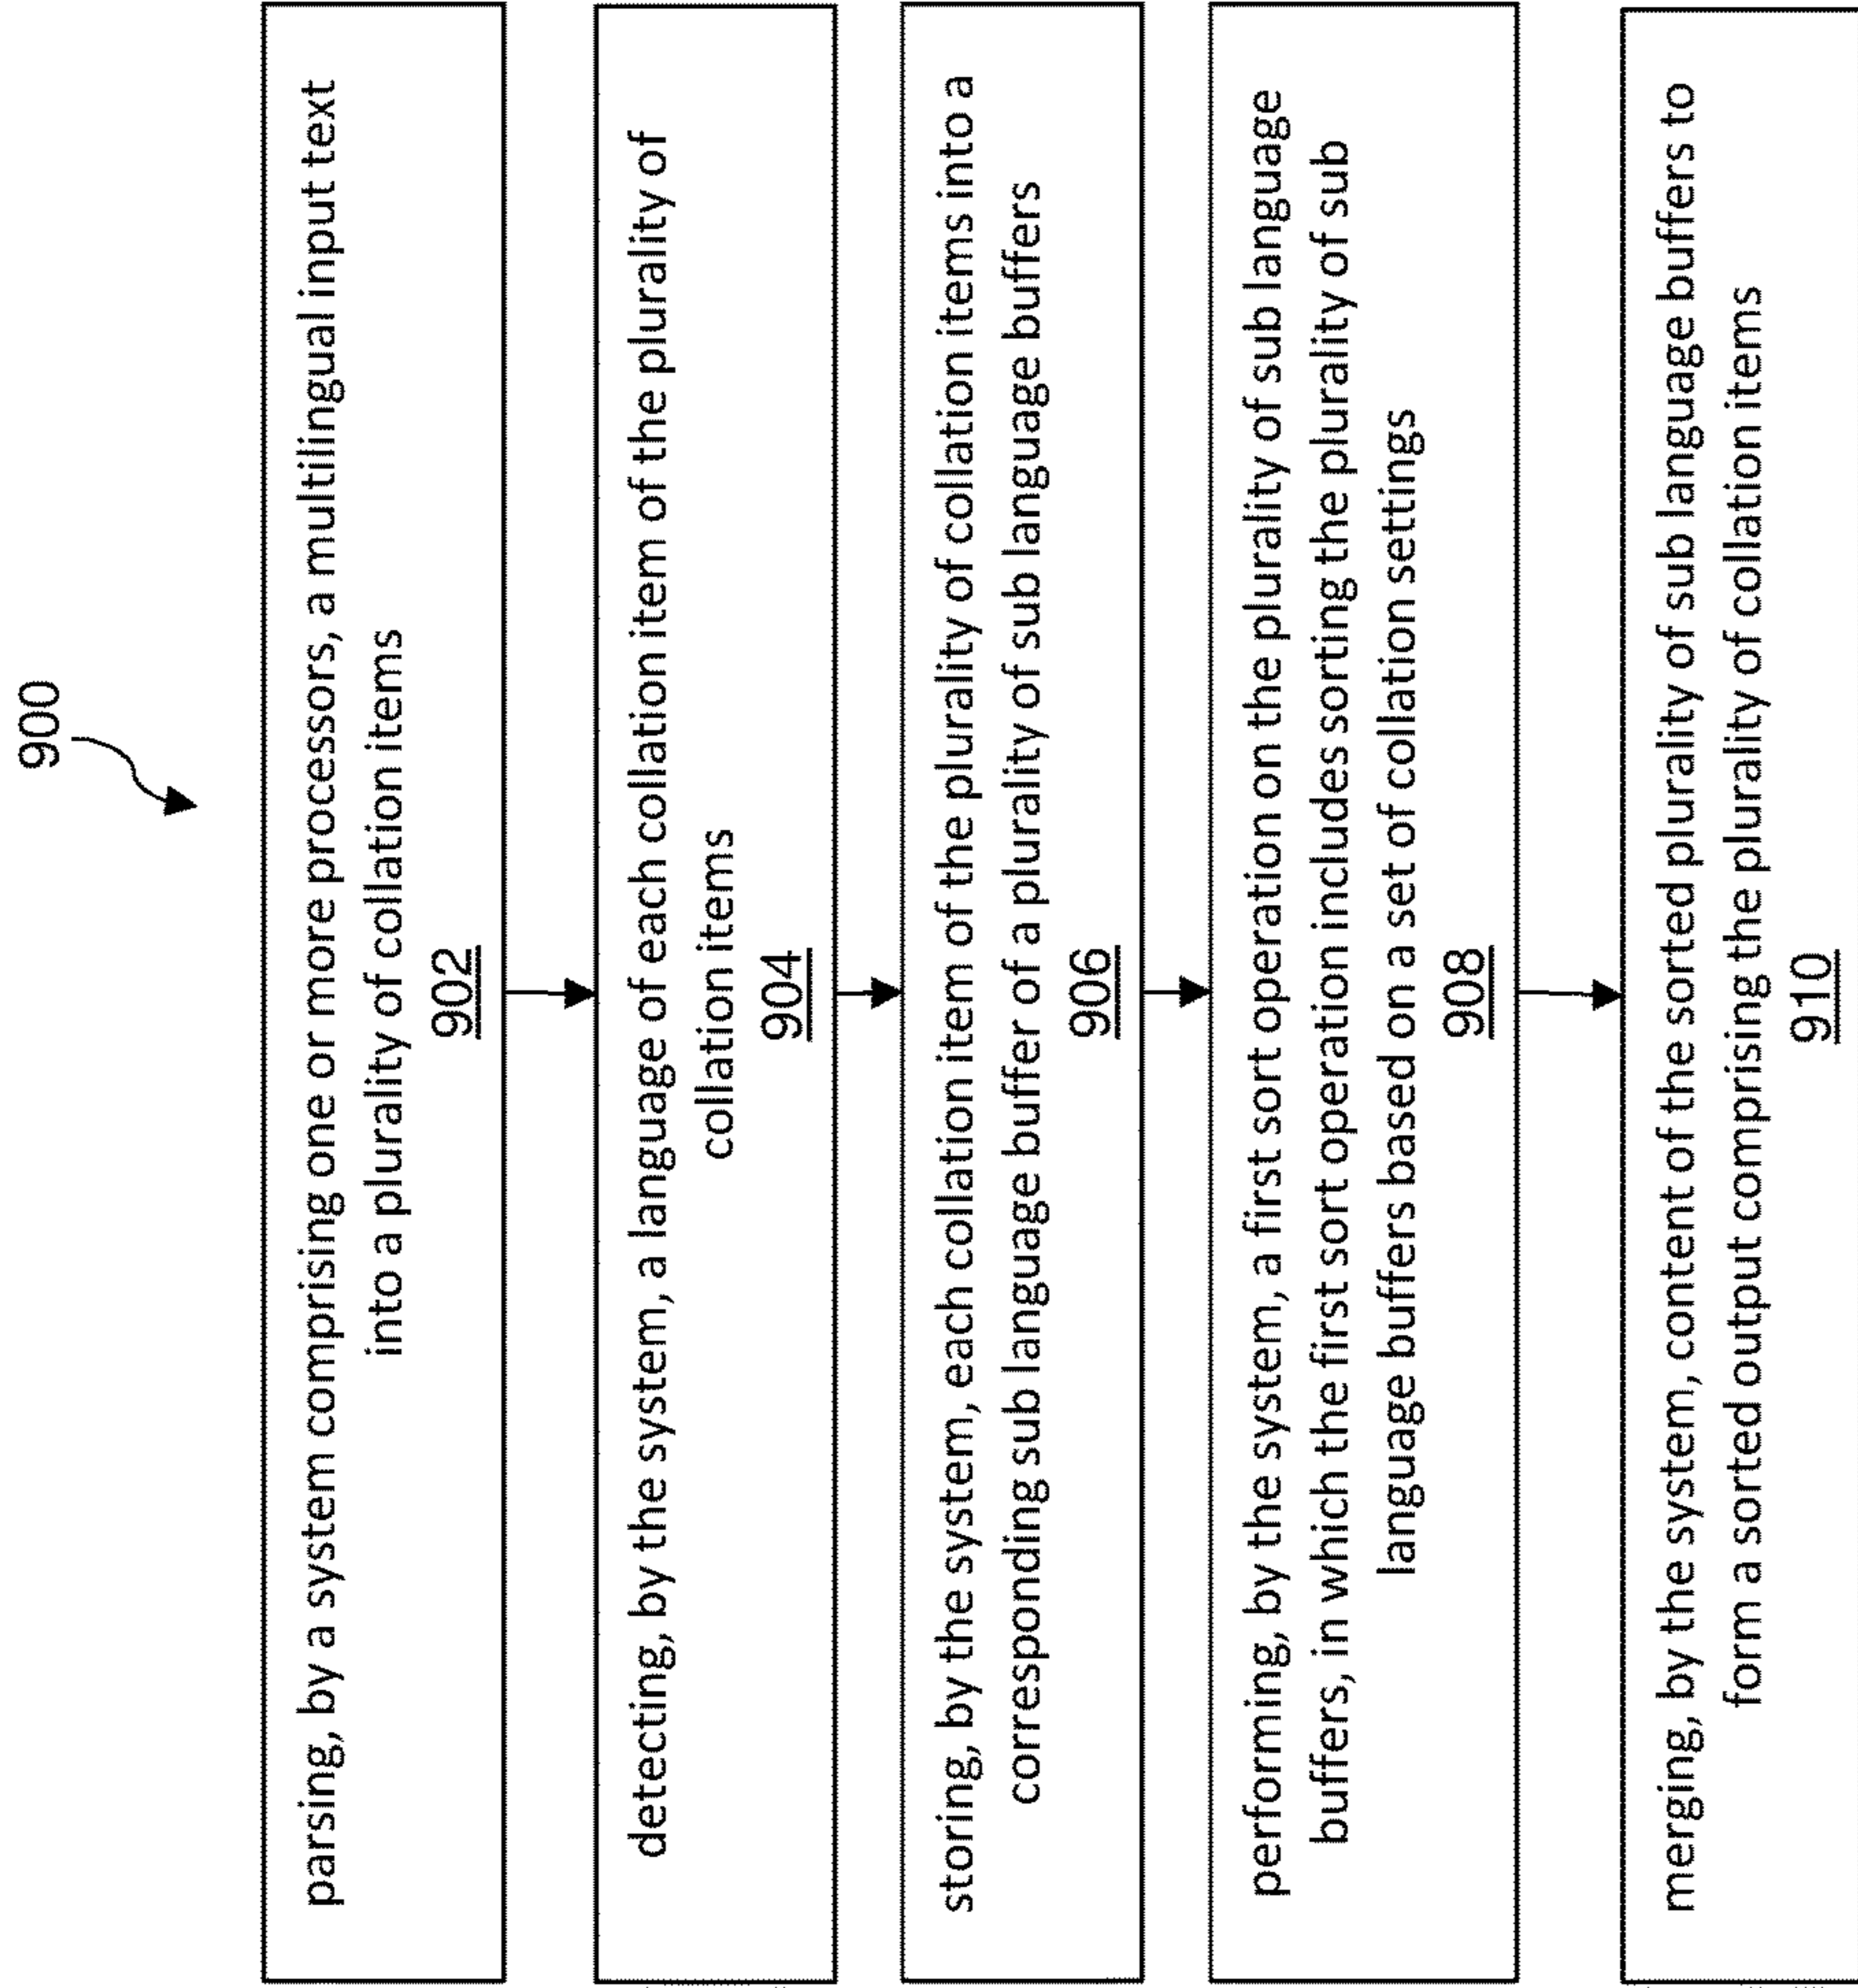 900
parsing, by a system comprising one or more processors, a multilingual input text
into a plurality of collation items
902
detecting, by the system, a language of each collation item of the plurality of
collation items
904
storing, by the system, each collation item of the plurality of collation items into a
corresponding sub language buffer of a plurality of sub language buffers
906
performing, by the system, a first sort operation on the plurality of sub language
buffers, in which the first sort operation includes sorting the plurality of sub
language buffers based on a set of collation settings
908
merging, by the system, content of the sorted plurality of sub language buffers to
form a sorted output comprising the plurality of collation items
910